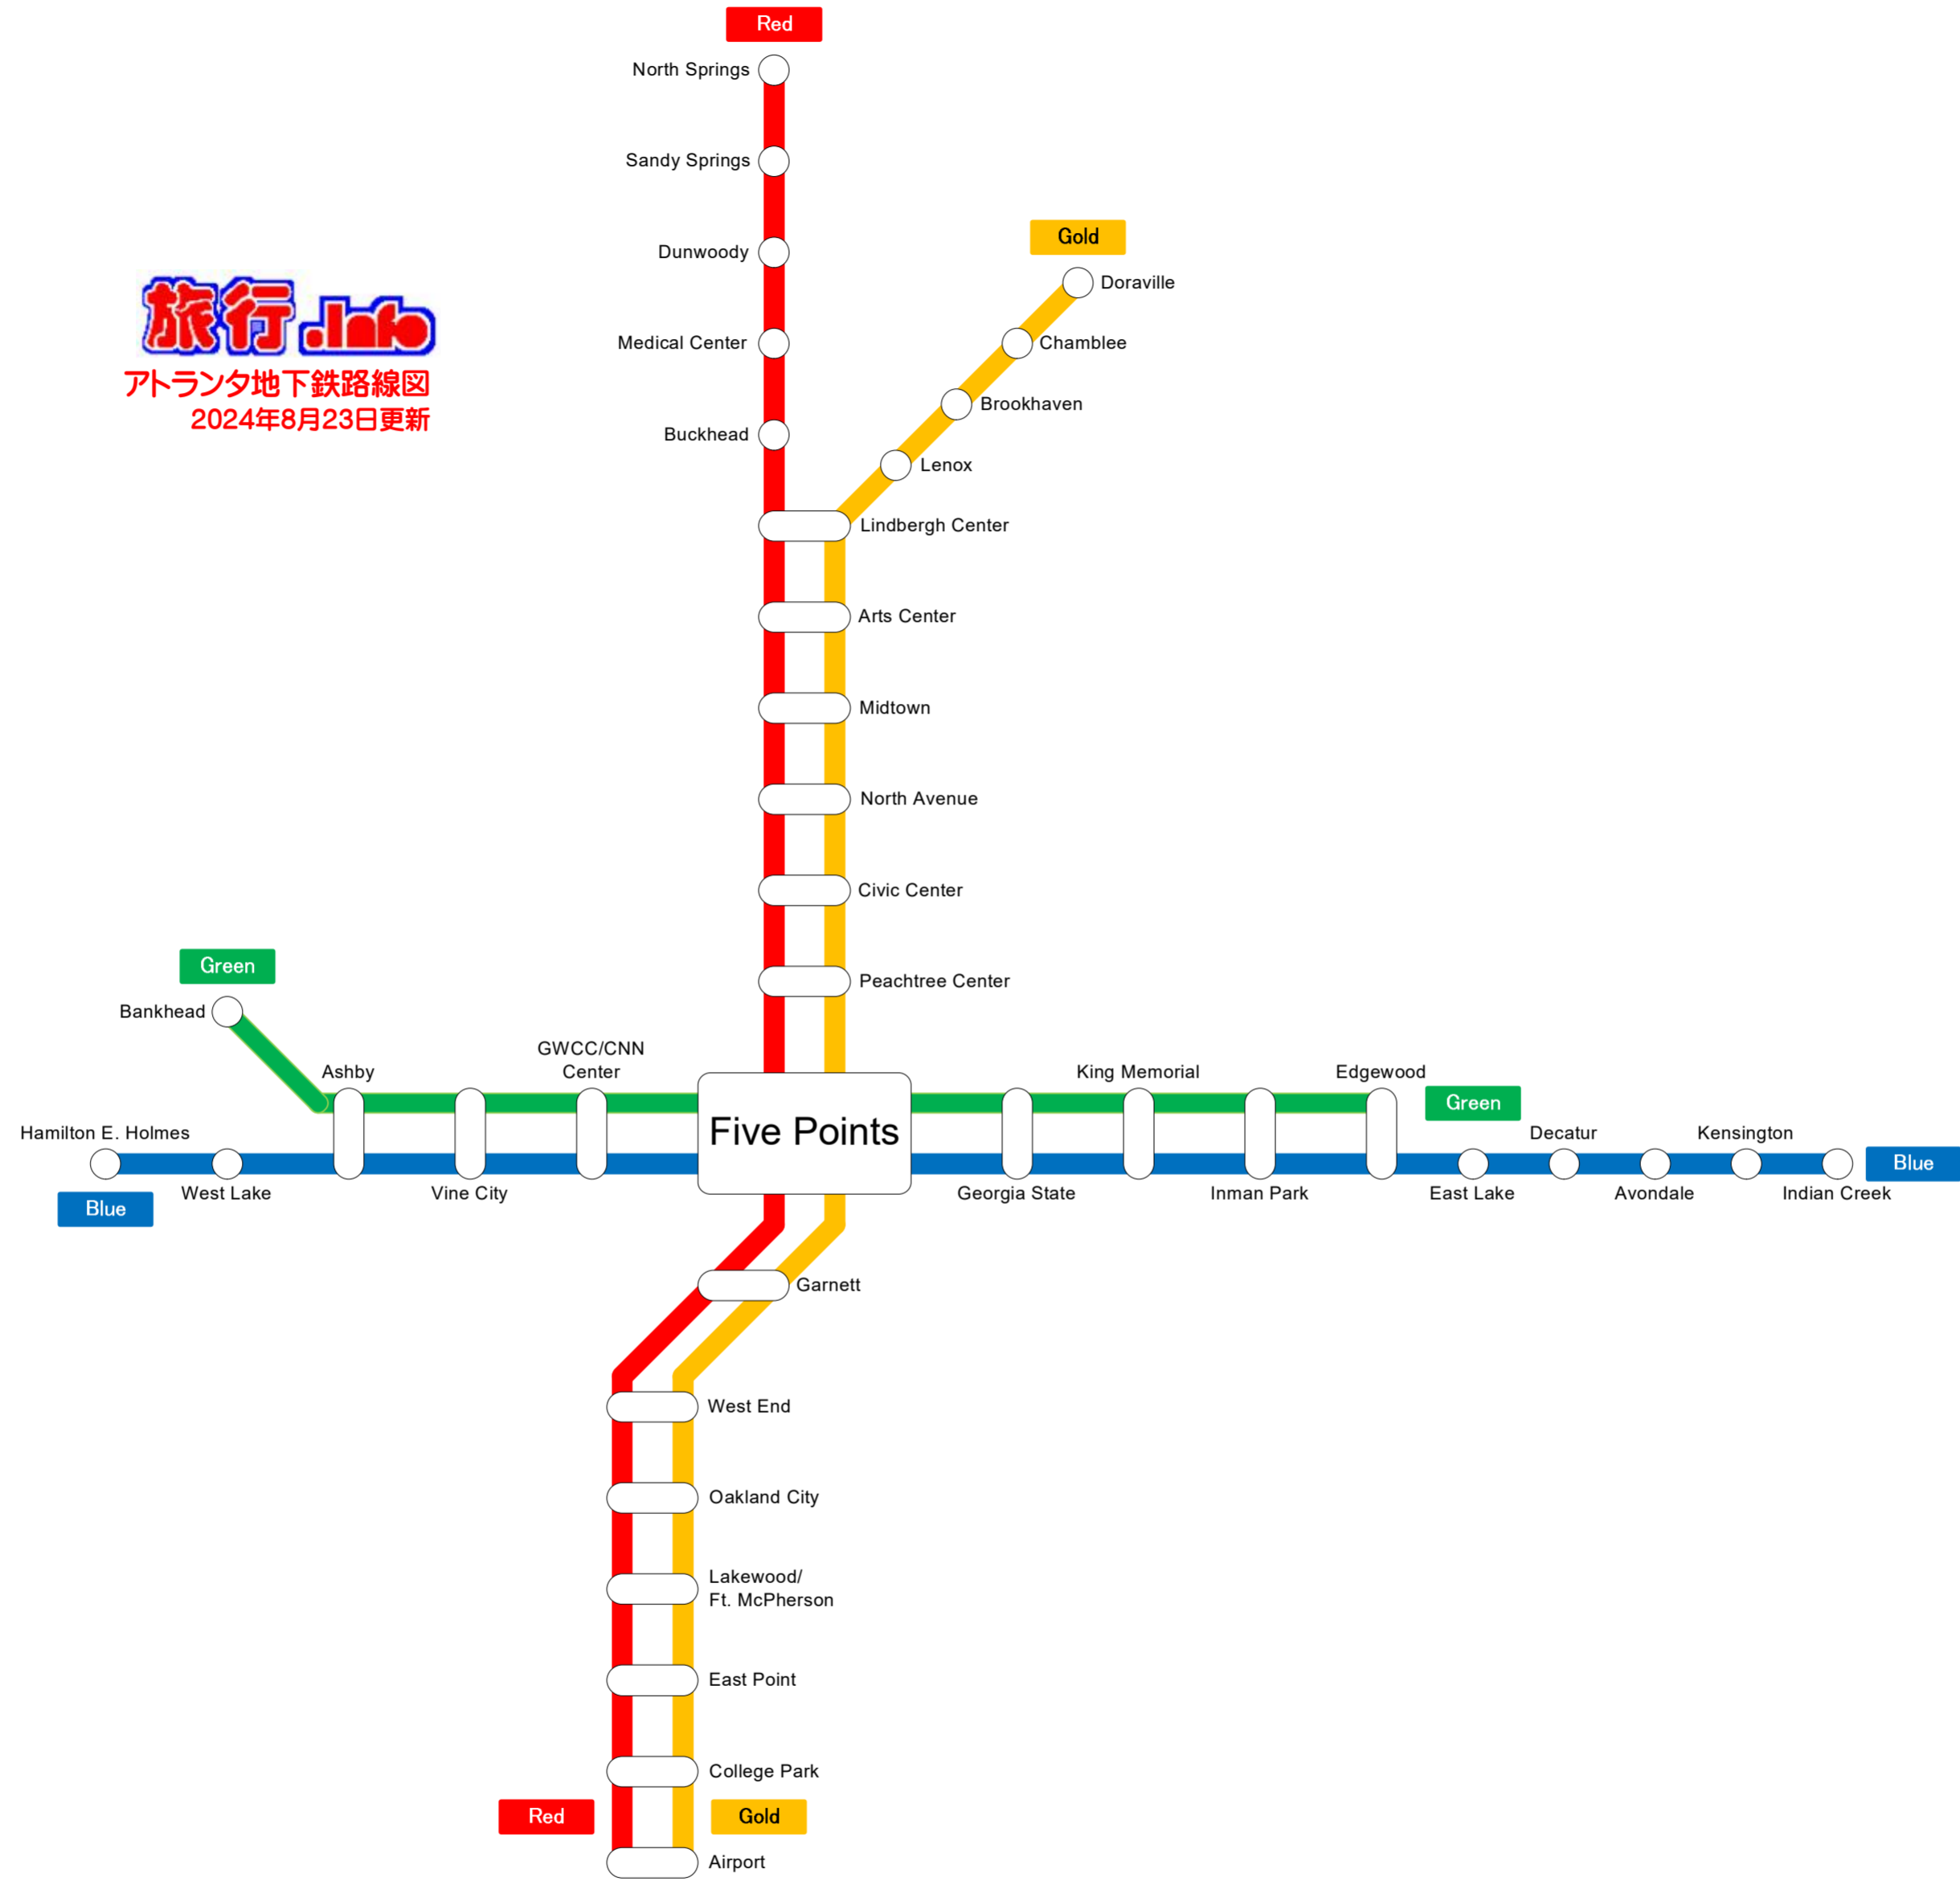 Red
North Springs
Sandy Springs
Dunwoody
Medical Center
Buckhead
Gold
Doraville
Chamblee
Brookhaven
Lenox
旅行.Info
アトランタ地下鉄路線図
2024年8月23日更新
Lindbergh Center
Arts Center
Midtown
North Avenue
Civic Center
Peachtree Center
Green
Bankhead
Ashby
GWCC/CNN
Center
Five Points
King Memorial
Edgewood
Green
Hamilton E. Holmes
Decatur
Kensington
Blue
West Lake
Vine City
Georgia State
Inman Park
East Lake
Avondale
Indian Creek
Blue
Garnett
West End
Oakland City
Lakewood/
Ft. McPherson
East Point
College Park
Red
Gold
Airport